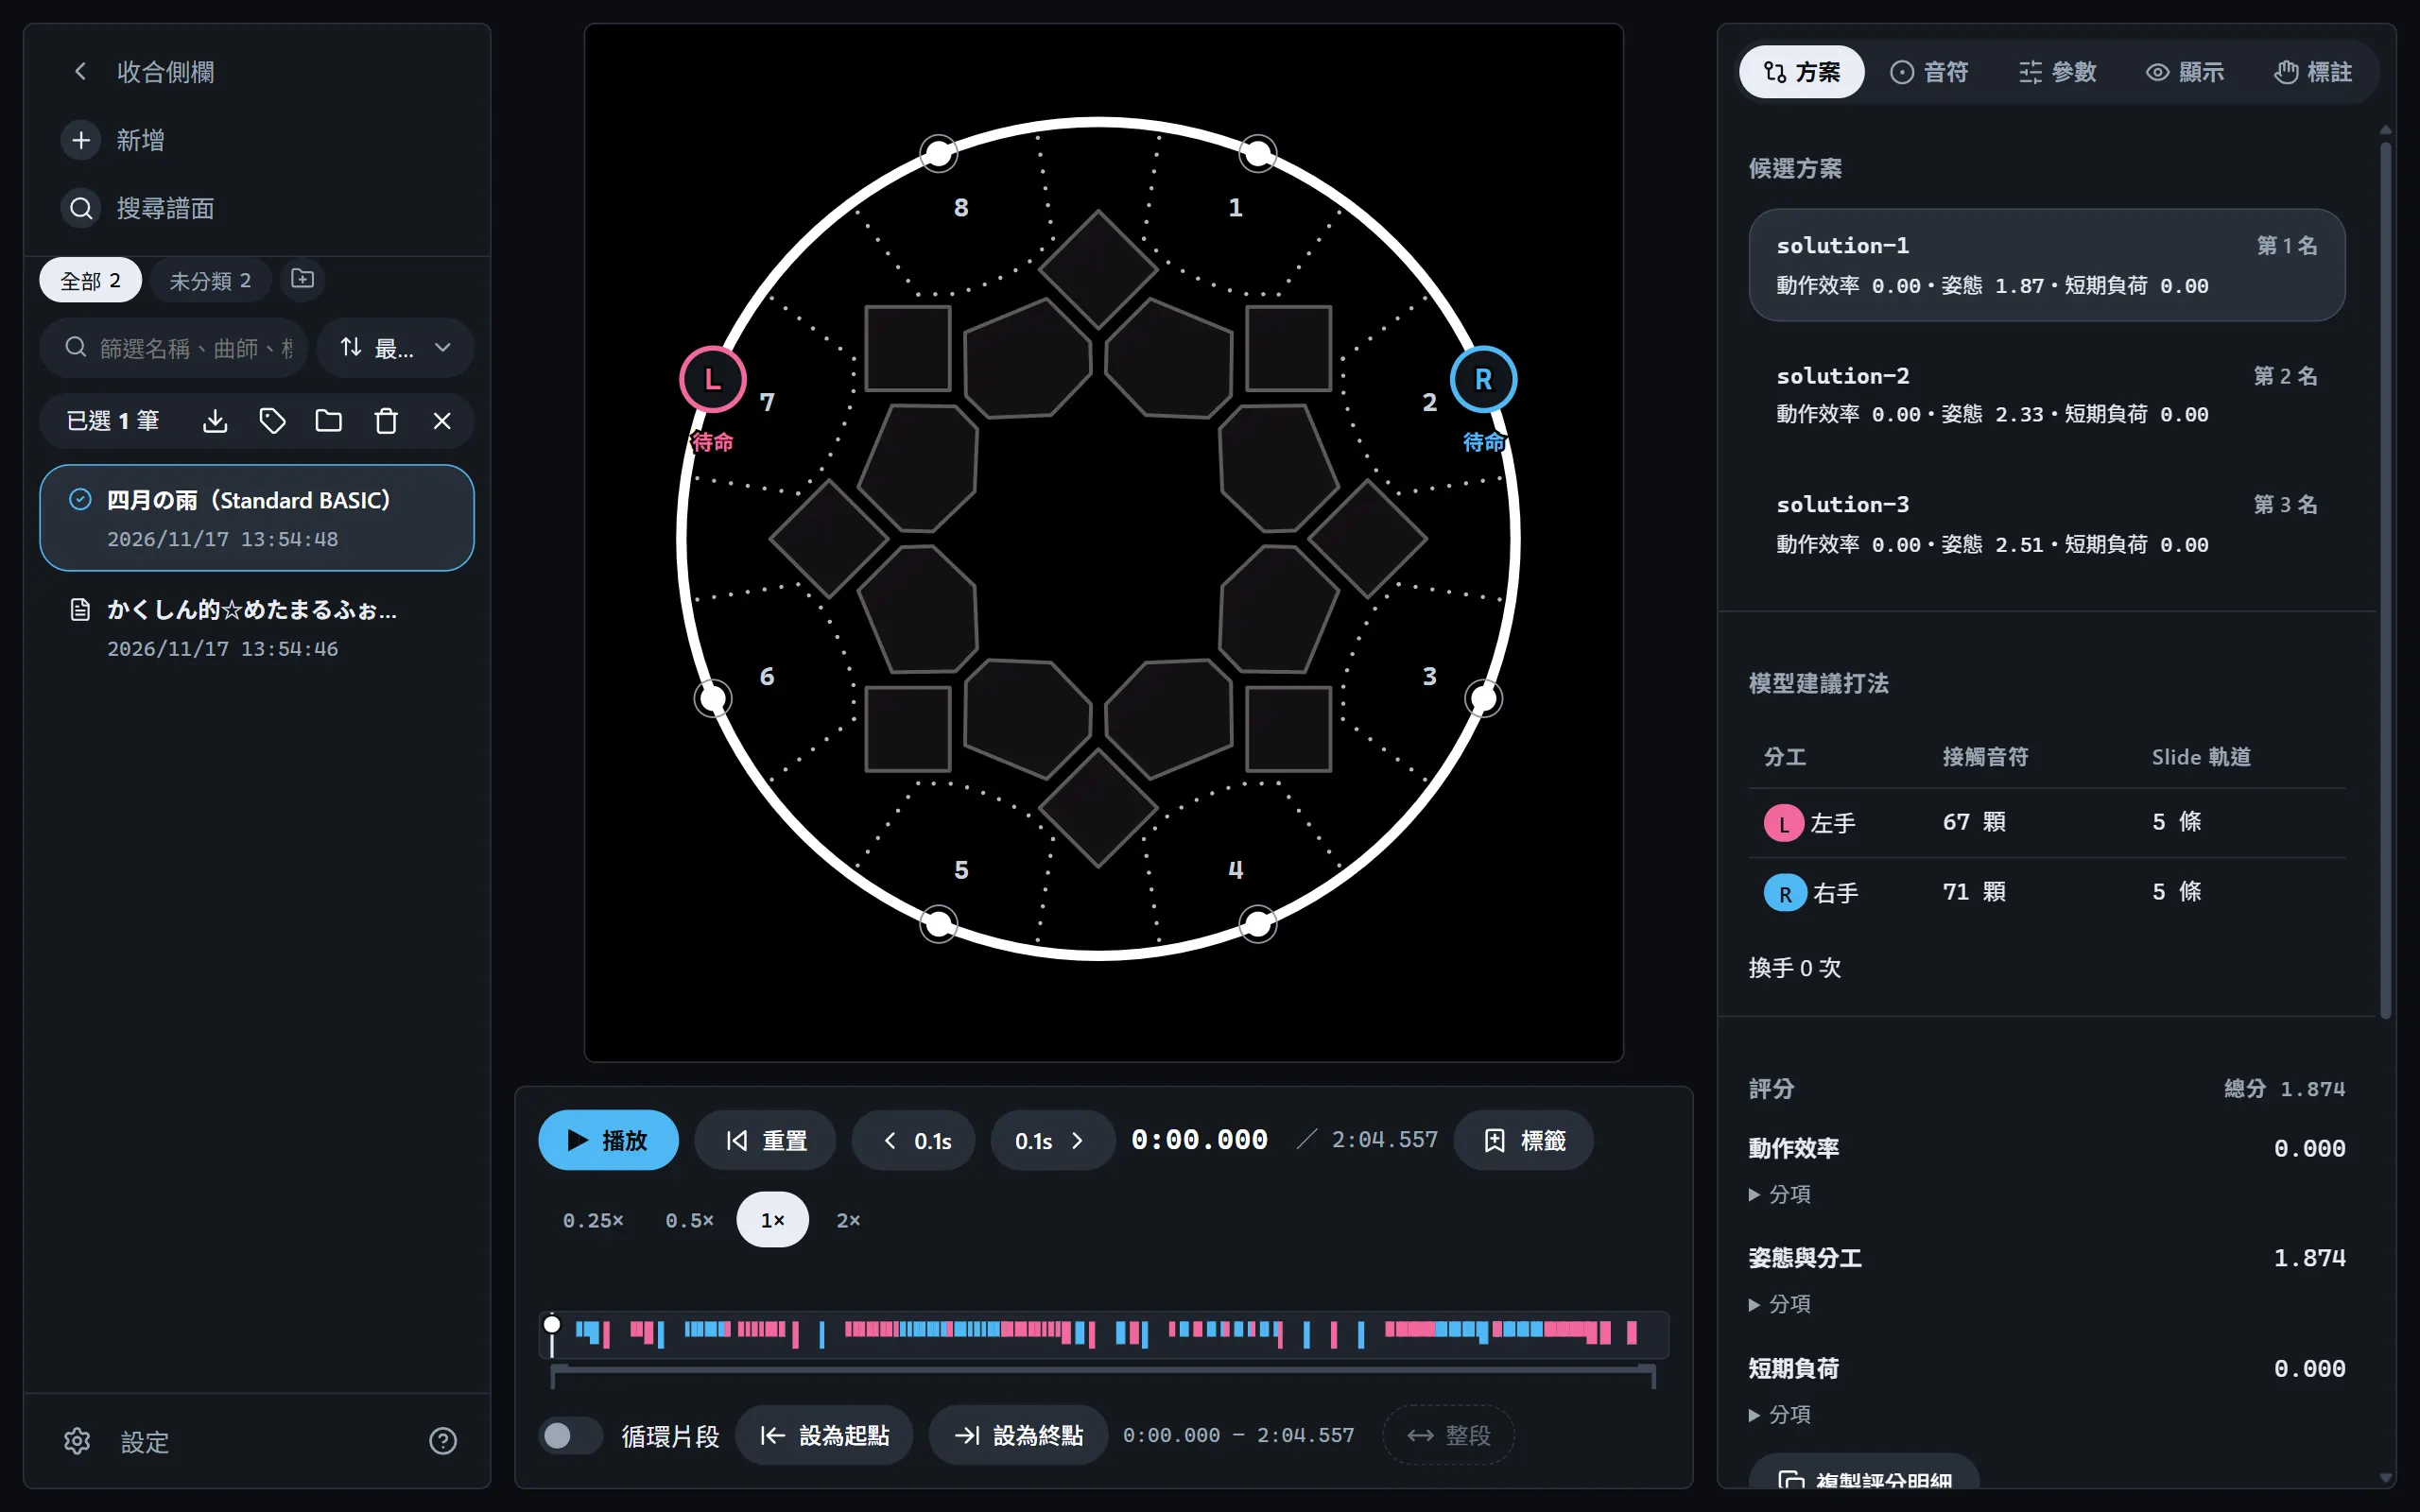 收合側欄
新增
搜尋譜面
全部 2
未分類 2
篩選名稱、曲師、
最...
已選 1 筆
四月の雨（Standard BASIC）
2026/11/17 13:54:48
かくしん的☆めたまるふぉ...
2026/11/17 13:54:46
設定
8
1
L
7
待命
R
2
待命
6
3
5
4
播放
重置
0.1s
0.1s
0:00.000
／ 2:04.557
標籤
0.25×
0.5×
1×
2×
循環片段
設為起點
設為終點
0:00.000 – 2:04.557
整段
方案
音符
參數
顯示
標註
候選方案
solution-1
第 1 名
動作效率 0.00・姿態 1.87・短期負荷 0.00
solution-2
第 2 名
動作效率 0.00・姿態 2.33・短期負荷 0.00
solution-3
第 3 名
動作效率 0.00・姿態 2.51・短期負荷 0.00
模型建議打法
分工 接觸音符 Slide 軌道
L 左手 67 顆 5 條
R 右手 71 顆 5 條
換手 0 次
評分
總分 1.874
動作效率 0.000
分項
姿態與分工 1.874
分項
短期負荷 0.000
分項
複製評分明細